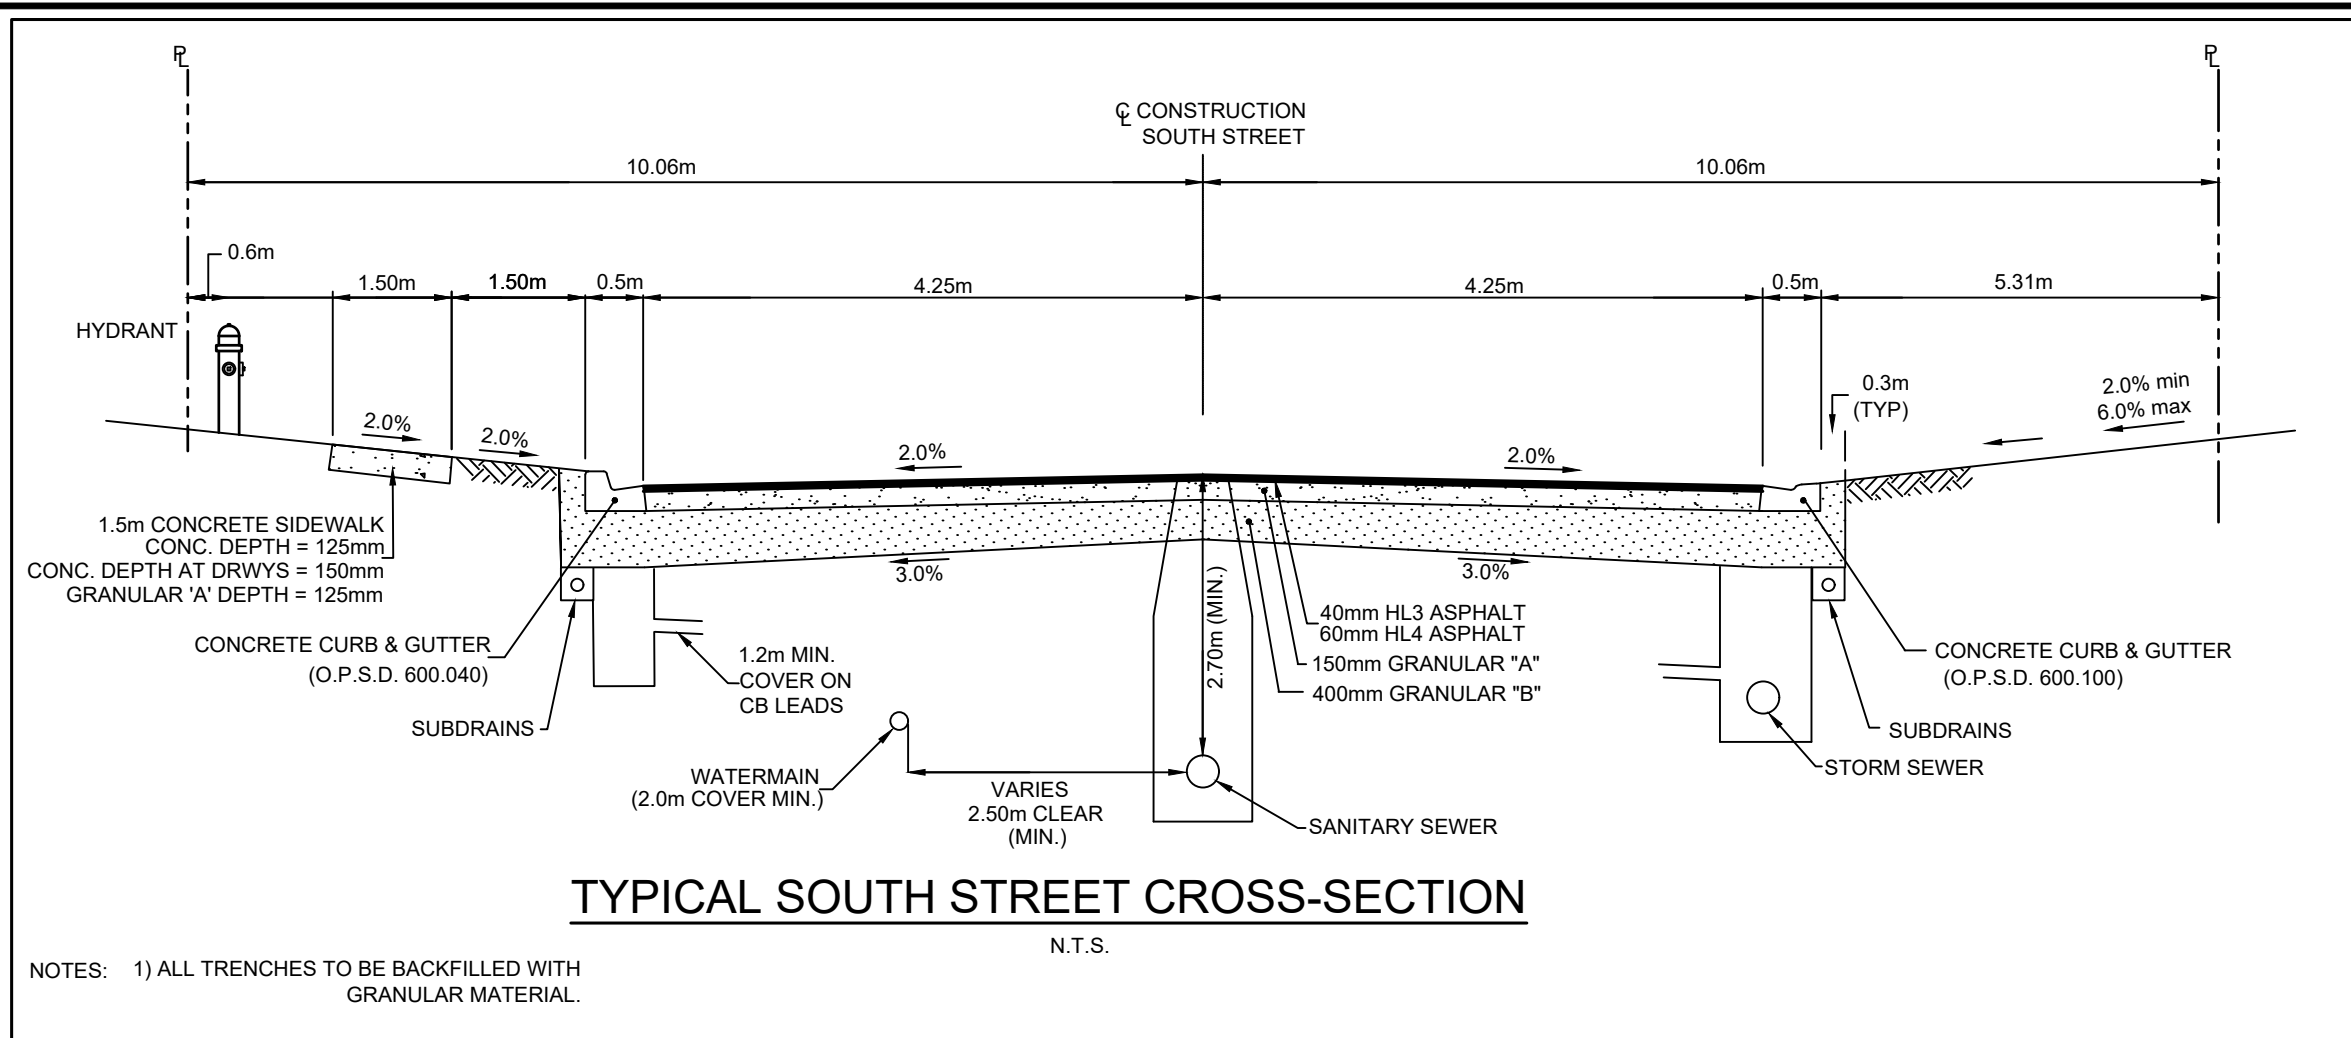 PL
PL
CL CONSTRUCTION
SOUTH STREET
10.06m
10.06m
0.6m
1.50m
1.50m
0.5m
4.25m
4.25m
0.5m
5.31m
HYDRANT
0.3m
(TYP)
2.0% min
6.0% max
2.0%
2.0%
2.0%
2.0%
1.5m CONCRETE SIDEWALK
CONC. DEPTH = 125mm
CONC. DEPTH AT DRWYS = 150mm
GRANULAR 'A' DEPTH = 125mm
3.0%
3.0%
2.70m (MIN.)
40mm HL3 ASPHALT
60mm HL4 ASPHALT
150mm GRANULAR "A"
400mm GRANULAR "B"
CONCRETE CURB & GUTTER
(O.P.S.D. 600.040)
1.2m MIN.
COVER ON
CB LEADS
CONCRETE CURB & GUTTER
(O.P.S.D. 600.100)
SUBDRAINS
SUBDRAINS
WATERMAIN
(2.0m COVER MIN.)
VARIES
2.50m CLEAR
(MIN.)
STORM SEWER
SANITARY SEWER
TYPICAL SOUTH STREET CROSS-SECTION
N.T.S.
NOTES: 1) ALL TRENCHES TO BE BACKFILLED WITH
GRANULAR MATERIAL.